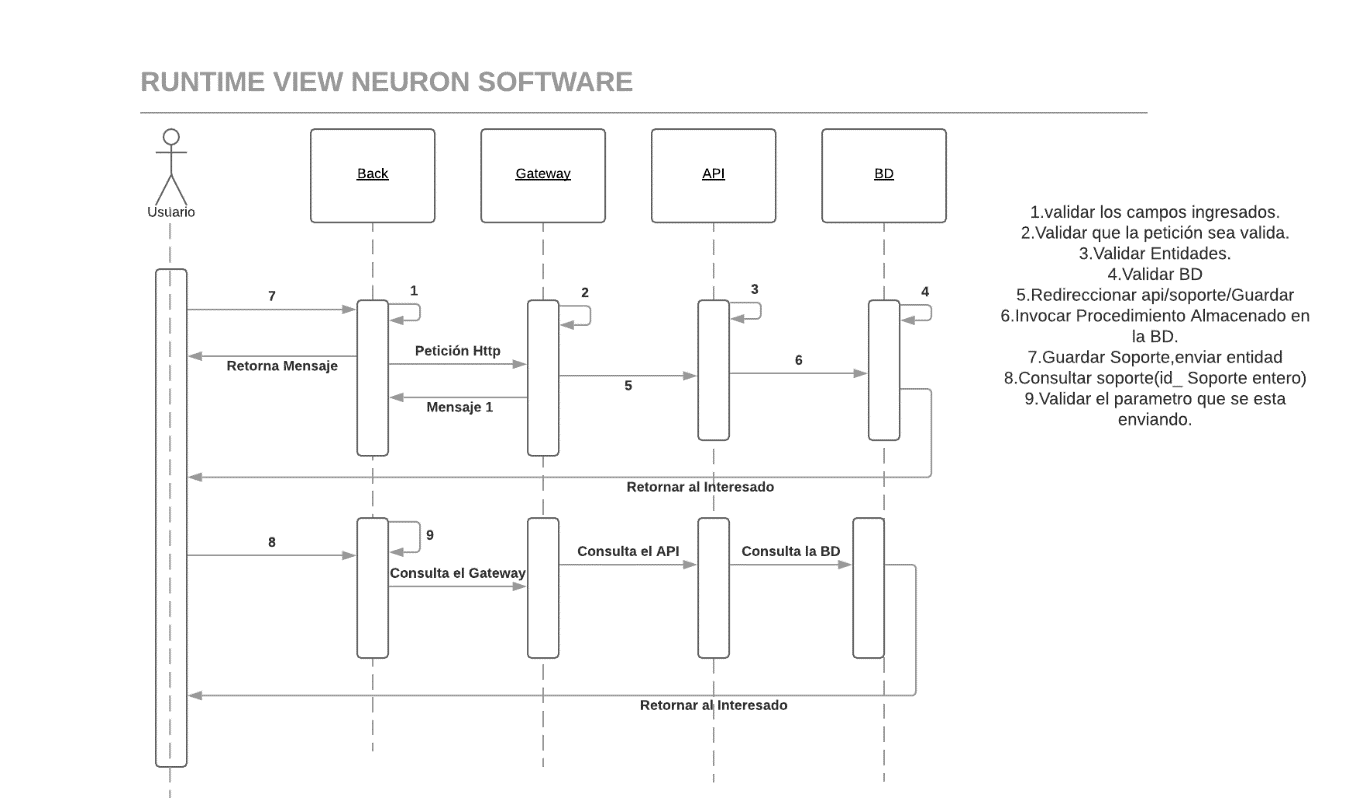 RUNTIME VIEW NEURON SOFTWARE
Usuario
Back
Gateway
API
BD
1.validar los campos ingresados.
2.Validar que la petición sea valida.
3.Validar Entidades.
4.Validar BD
5.Redireccionar api/soporte/Guardar
6.Invocar Procedimiento Almacenado en
la BD.
7.Guardar Soporte,enviar entidad
8.Consultar soporte(id_ Soporte entero)
9.Validar el parametro que se esta
enviando.
7
1
2
3
4
Petición Http
Retorna Mensaje
6
5
Mensaje 1
Retornar al Interesado
8
9
Consulta el API
Consulta la BD
Consulta el Gateway
Retornar al Interesado